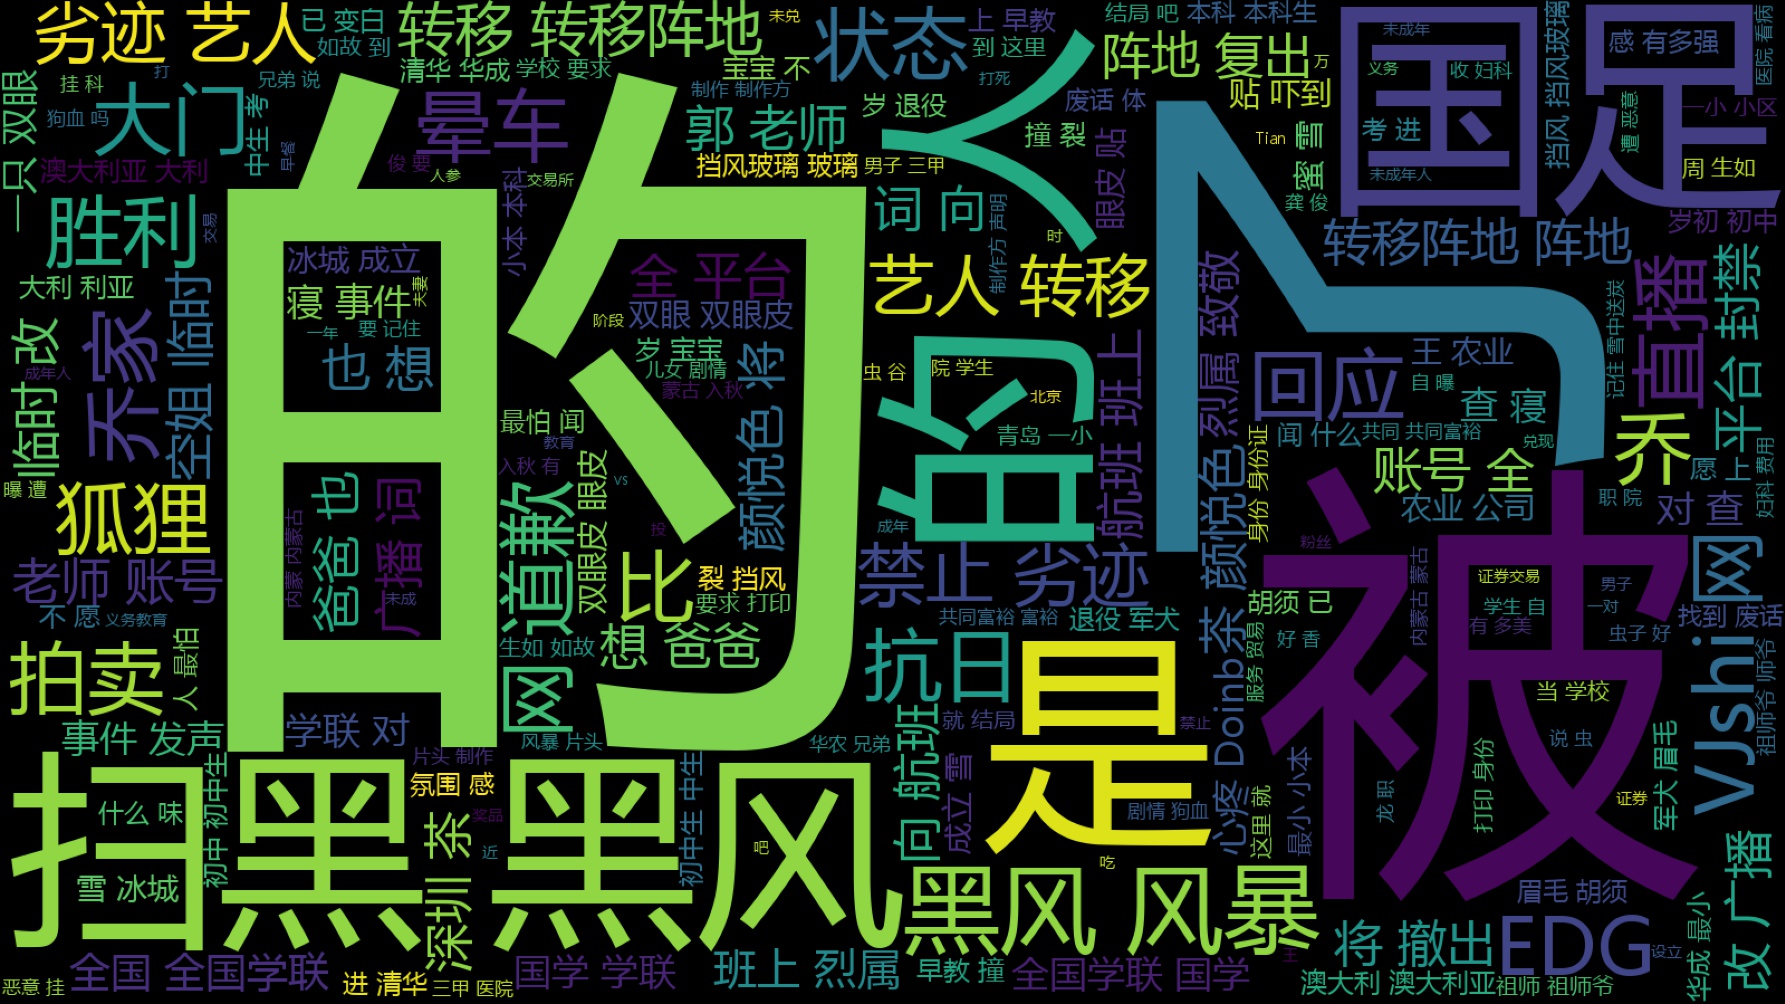 劣迹 艺人
已 变白
如故 到
转移 转移阵地
未兑
状态
上 早教
到 这里
结局 吧
本科 本科生
阵地 复出
万
国足
未成年
义务
收 妇科
感 有多强
挡风 挡风玻璃
医院 看病
一只 双眼
挂 科
打
兄弟 说
清华 华成
学校 要求
宝宝 不
打死
贴 吓到
狗血 吗
大门
中生 考
早餐
晕车
制作 制作方
郭 老师
岁 退役
废话 体
撞 裂
人
Tian
蜜 雪
考 进
未成年人
遭 恶意
一小 小区
周 生如
澳大利亚 大利
俊 要
人参
交易所
挡风玻璃 玻璃
男子 三甲
眼皮 贴
龚 俊
胜利
交易
小本 本科
词 向
制作方 声明
时
转移阵地 阵地
岁初 初中
的
冰城 成立
寝 事件
夫妻
全 平台
艺人 转移
烈属 致敬
直播
平台 封禁
大利 利亚
临时 改
乔家
空姐 临时
一年
要 记住
阶段
双眼 双眼皮
也 想
岁 宝宝
儿女 剧情
蒙古 入秋
颜悦色 将
虫 谷
院 学生
的
北京
青岛 一小
航班 班上
回应
王 农业
自 曝
查 寝
记住 雪中送炭
成年人
最怕 闻
教育
入秋 有
闻 什么
共同 共同富裕
兑现
乔
曝 遭
狐狸
爸爸 也
广播 词
未成
内蒙 内蒙古
道歉
双眼皮 眼皮
vs
投
成年
身份 身份证
账号 全
农业 公司
职 院
愿 上
对 查
妇科 费用
老师 账号
比
裂 挡风
要求 打印
禁止 劣迹
茶 颜悦色
粉丝
被
内蒙古 蒙古
证券交易
男子
学生 自
一对
网
不 愿
义务教育
生如 如故
想 爸爸
共同富裕 富裕
退役 军犬
胡须 已
好 香
有 多美
虫子 好
找到 废话
拍卖
人 最怕
网
抗日
是
心疼 Doinb
服务 贸易
当 学校
VJshi
祖师爷 师爷
事件 发声
学联 对
风暴 片头
华农 兄弟
就 结局
禁止
说 虫
军犬 眉毛
扫黑 黑风
什么 味
初中 初中生
片头 制作
氛围 感
奖品
初中生 中生
向 航班
成立 雪
剧情 狗血
这里 就
最小 小本
龙 职
打印 身份
证券
雪 冰城
深圳 茶
近
吧
吃
黑风 风暴
眉毛 胡须
改 广播
恶意 挂
全国 全国学联
进 清华
三甲 医院
国学 学联
班上 烈属
早教 撞
全国学联 国学
王
将 撤出
EDG
设立
澳大利 澳大利亚
祖师 祖师爷
华成 最小